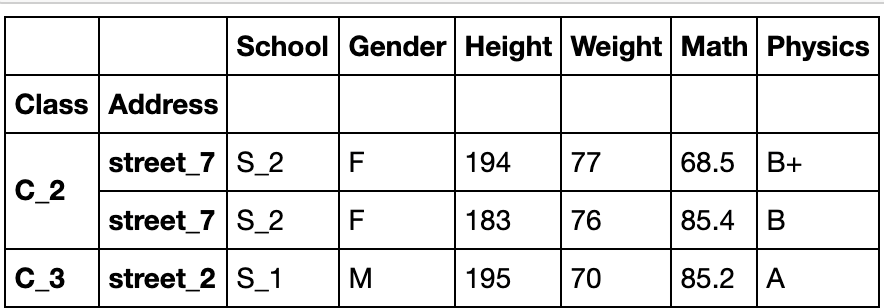 School Gender Height Weight Math Physics
Class Address
C_2 street_7 S_2 F 194 77 68.5 B+
street_7 S_2 F 183 76 85.4 B
C_3 street_2 S_1 M 195 70 85.2 A